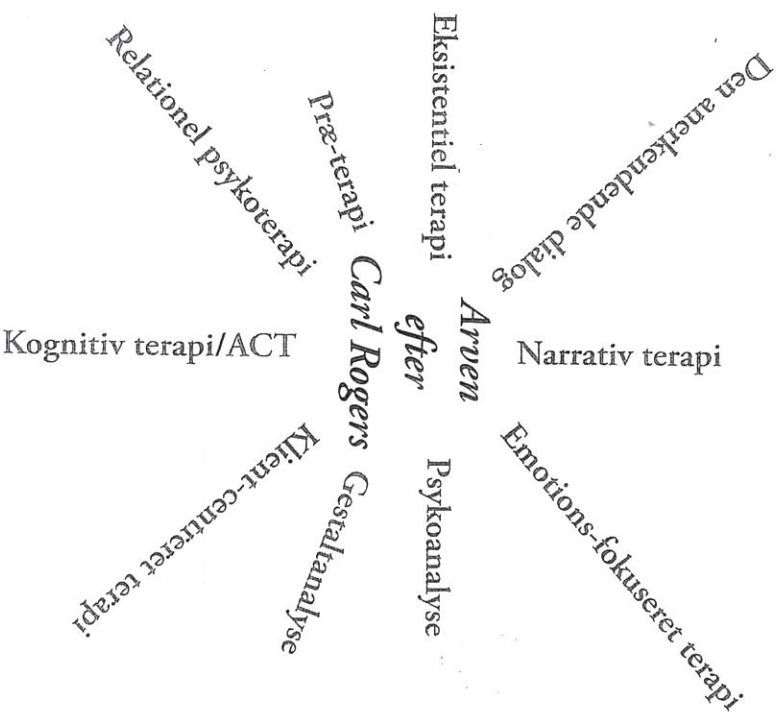 Arven
efter
Carl Rogers
Eksistentiel terapi
Den anerkendende dialog
Narrativ terapi
Emotions-fokuseret terapi
Psykoanalyse
Gestaltanalyse
Klient-centreret terapi
Kognitiv terapi/ACT
Relationel psykoterapi
Præ-terapi